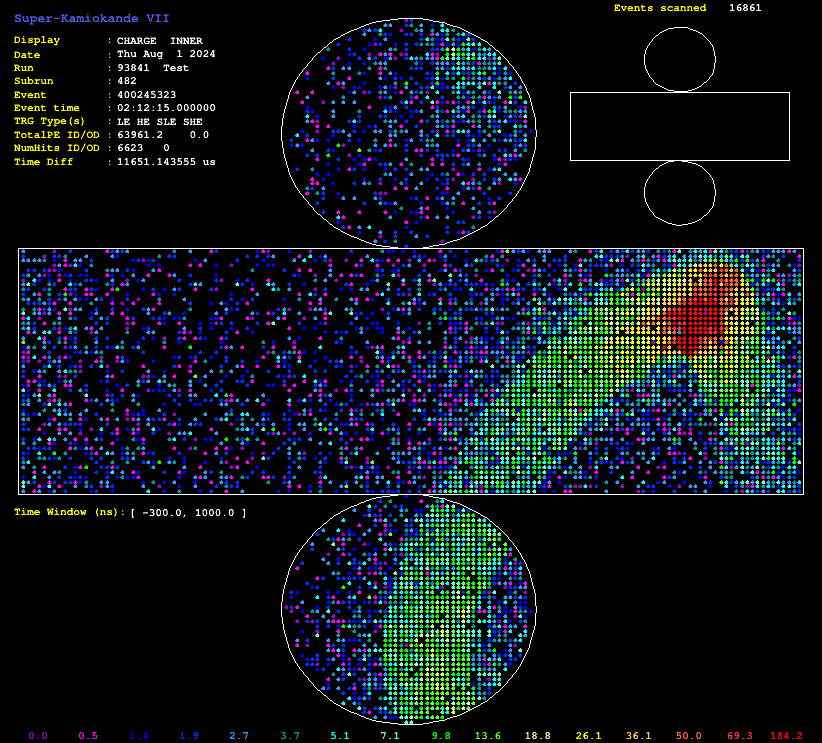 Super-Kamiokande VII
Events scanned 16861
Display : CHARGE INNER
Date : Thu Aug 1 2024
Run : 93841 Test
Subrun : 482
Event : 400245323
Event time : 02:12:15.000000
TRG Type(s) : LE HE SLE SHE
TotalPE ID/OD : 63961.2 0.0
NumHits ID/OD : 6623 0
Time Diff : 11651.143555 us
Time Window (ns): [ -300.0, 1000.0 ]
0.0 0.5 1.4 1.9 2.7 3.7 5.1 7.1 9.8 13.6 18.8 26.1 36.1 50.0 69.3 184.2